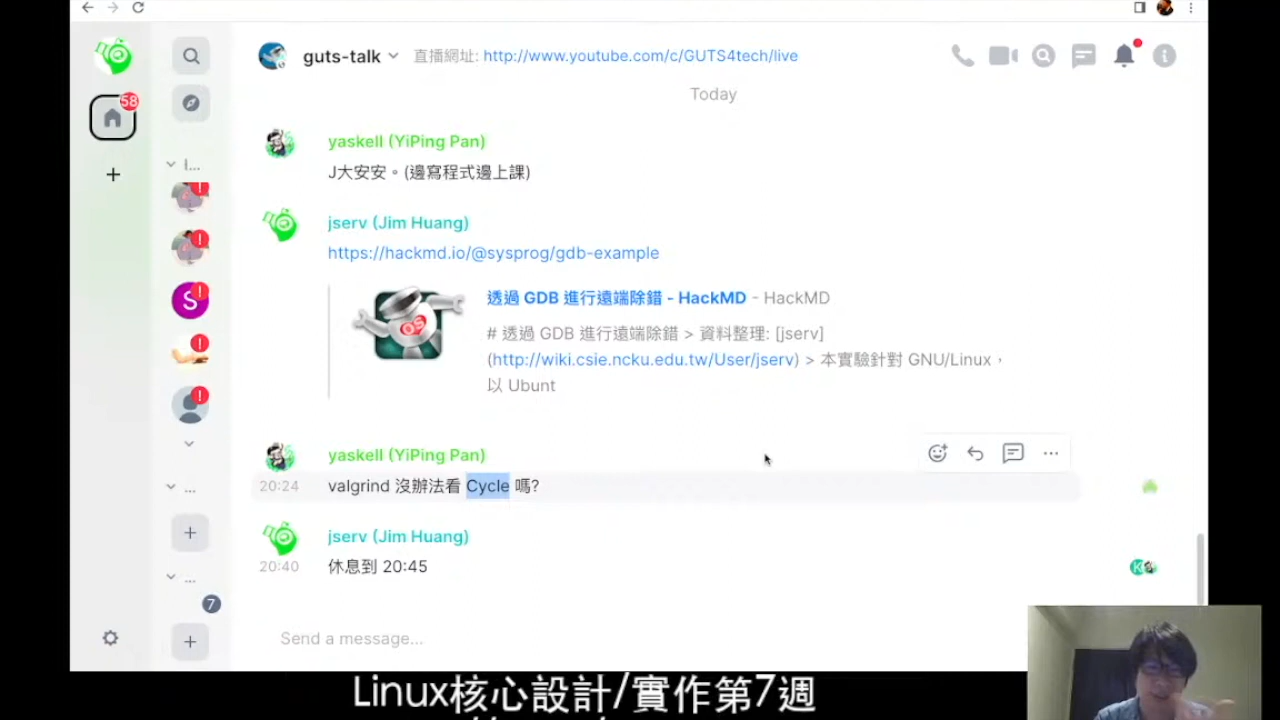 guts-talk 直播網址: http://www.youtube.com/c/GUTS4tech/live
Today
58
yaskell (YiPing Pan)
J大安安。(邊寫程式邊上課)
jserv (Jim Huang)
https://hackmd.io/@sysprog/gdb-example
透過 GDB 進行遠端除錯 - HackMD - HackMD
# 透過 GDB 進行遠端除錯 > 資料整理: [jserv]
(http://wiki.csie.ncku.edu.tw/User/jserv) > 本實驗針對 GNU/Linux，
以 Ubunt
S
yaskell (YiPing Pan)
20:24 valgrind 沒辦法看 Cycle 嗎?
jserv (Jim Huang)
20:40 休息到 20:45
K
7
Send a message...
Linux核心設計/實作第7週